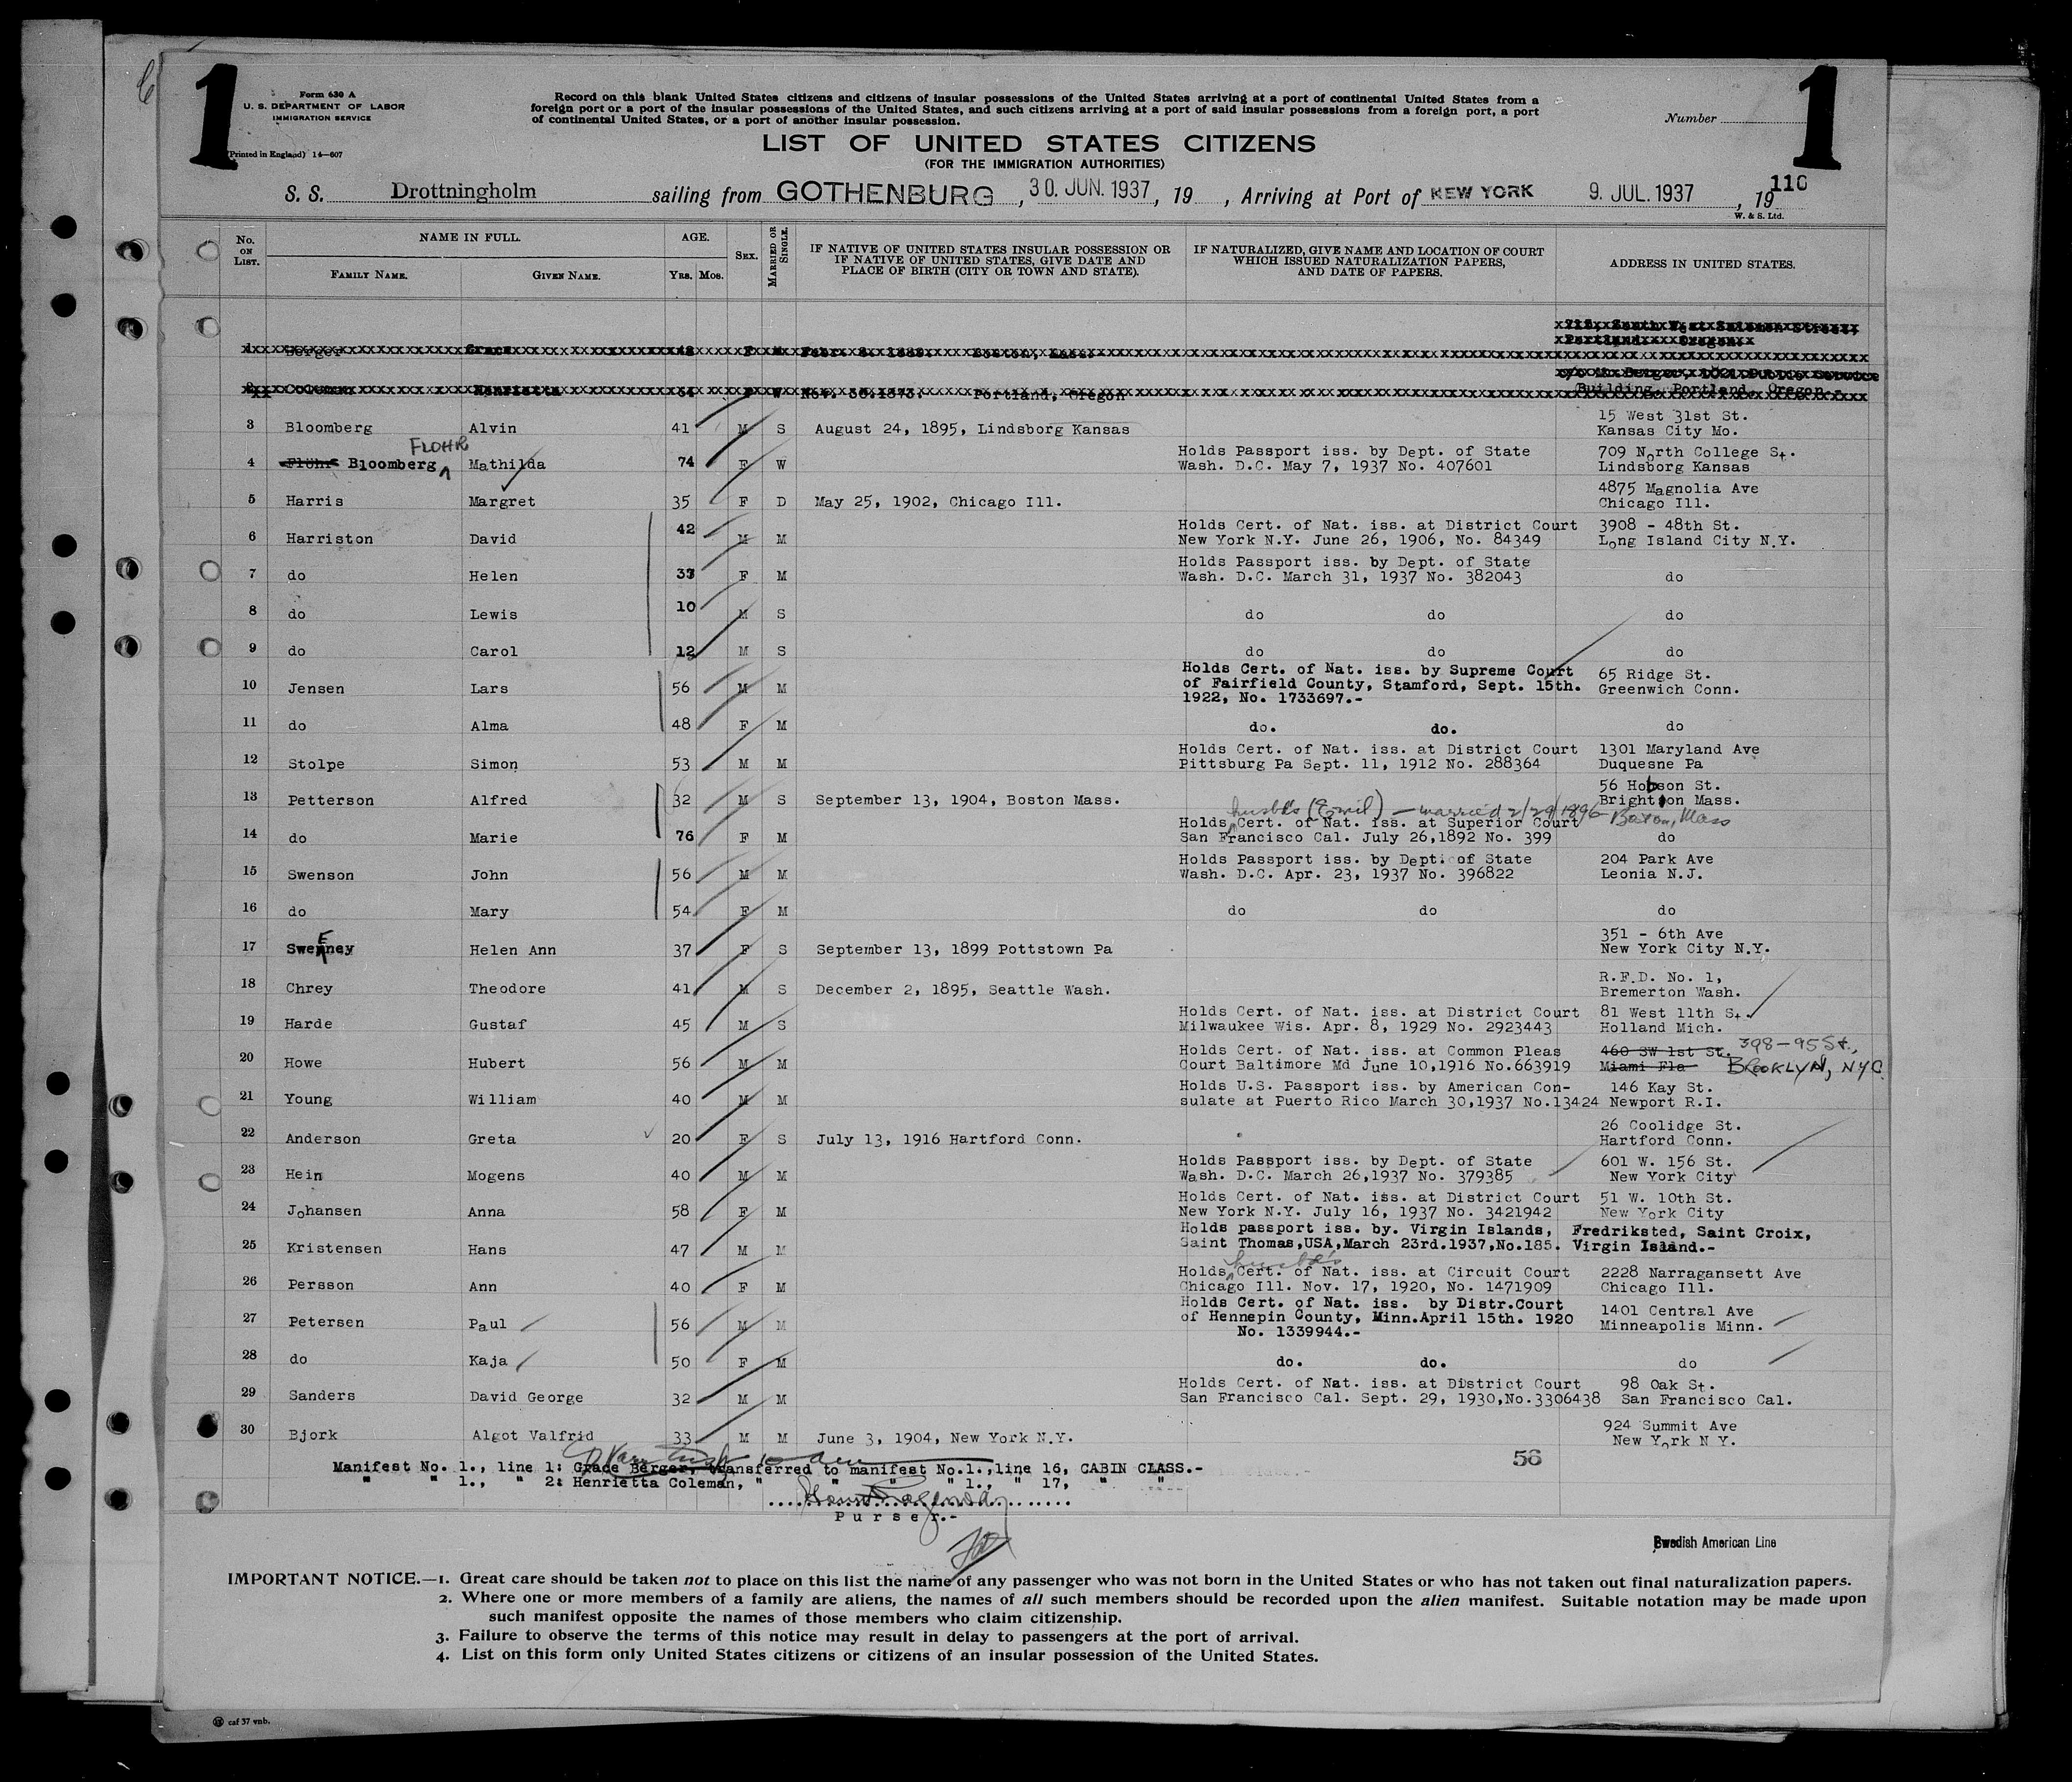 1
1
Form 630 A
U. S. DEPARTMENT OF LABOR
IMMIGRATION SERVICE
(Printed in England) 14—607
Record on this blank United States citizens and citizens of insular possessions of the United States arriving at a port of continental United States from a
foreign port or a port of the insular possessions of the United States, and such citizens arriving at a port of said insular possessions from a foreign port, a port
of continental United States, or a port of another insular possession.
Number
LIST OF UNITED STATES CITIZENS
(FOR THE IMMIGRATION AUTHORITIES)
S. S. Drottningholm sailing from GOTHENBURG, 30. JUN. 1937, 19 , Arriving at Port of NEW YORK 9. JUL. 1937, 19 110
W. & S. Ltd.
No. ON LIST. NAME IN FULL. FAMILY NAME. GIVEN NAME. AGE. YRS. MOS. SEX. MARRIED OR SINGLE. IF NATIVE OF UNITED STATES INSULAR POSSESSION OR IF NATIVE OF UNITED STATES, GIVE DATE AND PLACE OF BIRTH (CITY OR TOWN AND STATE). IF NATURALIZED, GIVE NAME AND LOCATION OF COURT WHICH ISSUED NATURALIZATION PAPERS, AND DATE OF PAPERS. ADDRESS IN UNITED STATES.
1 Berger Grace 48 F Boston, Portland Oregon
2 Coleman Henrietta 64 F W Nov. 30.1873. Portland, Oregon c/o Mr Berger, Public Service
Building, Portland, Oregon.
3 Bloomberg Alvin 41 M S August 24, 1895, Lindsborg Kansas 15 West 31st St.
Kansas City Mo.
4 Flohr Bloomberg FLOHR Mathilda 74 F W Holds Passport iss. by Dept. of State 709 North College St.
Wash. D.C. May 7, 1937 No. 407601 Lindsborg Kansas
5 Harris Margret 35 F D May 25, 1902, Chicago Ill. 4875 Magnolia Ave
Chicago Ill.
6 Harriston David 42 M M Holds Cert. of Nat. iss. at District Court 3908 - 48th St.
New York N.Y. June 26, 1906, No. 84349 Long Island City N.Y.
7 do Helen 33 F M Holds Passport iss. by Dept. of State
Wash. D.C. March 31, 1937 No. 382043 do
8 do Lewis 10 M S do do do
9 do Carol 12 M S do do do
10 Jensen Lars 56 M M Holds Cert. of Nat. iss. by Supreme Court 65 Ridge St.
of Fairfield County, Stamford, Sept. 15th. Greenwich Conn.
1922, No. 1733697.-
11 do Alma 48 F M do. do. do
12 Stolpe Simon 53 M M Holds Cert. of Nat. iss. at District Court 1301 Maryland Ave
Pittsburg Pa Sept. 11, 1912 No. 288364 Duquesne Pa
13 Petterson Alfred 32 M S September 13, 1904, Boston Mass. 56 Hobson St.
Brighton Mass.
husbd's (Emil) — married 2/29/1896 Boston, Mass
14 do Marie 76 F M Holds Cert. of Nat. iss. at Superior Court
San Francisco Cal. July 26,1892 No. 399 do
15 Swenson John 56 M M Holds Passport iss. by Dept. of State 204 Park Ave
Wash. D.C. Apr. 23, 1937 No. 396822 Leonia N.J.
16 do Mary 54 F M do do do
17 Sweeney E Helen Ann 37 F S September 13, 1899 Pottstown Pa 351 - 6th Ave
New York City N.Y.
18 Chrey Theodore 41 M S December 2, 1895, Seattle Wash. R.F.D. No. 1,
Bremerton Wash.
19 Harde Gustaf 45 M S Holds Cert. of Nat. iss. at District Court 81 West 11th St.
Milwaukee Wis. Apr. 8, 1929 No. 2923443 Holland Mich.
20 Howe Hubert 56 M M Holds Cert. of Nat. iss. at Common Pleas 460 SW 1st St. 398-95 St.,
Court Baltimore Md June 10,1916 No.663919 Miami Fla BROOKLYN, NYC.
21 Young William 40 M M Holds U.S. Passport iss. by American Con- 146 Kay St.
sulate at Puerto Rico March 30,1937 No.13424 Newport R.I.
22 Anderson Greta 20 F S July 13, 1916 Hartford Conn. 26 Coolidge St.
Hartford Conn.
23 Hein Mogens 40 M M Holds Passport iss. by Dept. of State 601 W. 156 St.
Wash. D.C. March 26,1937 No. 379385 New York City
24 Johansen Anna 58 F M Holds Cert. of Nat. iss. at District Court 51 W. 10th St.
New York N.Y. July 16, 1937 No. 3421942 New York City
25 Kristensen Hans 47 M M Holds passport iss. by. Virgin Islands, Fredriksted, Saint Croix,
Saint Thomas,USA,March 23rd.1937,No.185. Virgin Island.-
husbd's
26 Persson Ann 40 F M Holds Cert. of Nat. iss. at Circuit Court 2228 Narragansett Ave
Chicago Ill. Nov. 17, 1920, No. 1471909 Chicago Ill.
27 Petersen Paul 56 M M Holds Cert. of Nat. iss. by Distr.Court 1401 Central Ave
of Hennepin County, Minn.April 15th. 1920 Minneapolis Minn.
No. 1339944.-
28 do Kaja 50 F M do. do. do
29 Sanders David George 32 M M Holds Cert. of Nat. iss. at District Court 98 Oak St.
San Francisco Cal. Sept. 29, 1930,No.3306438 San Francisco Cal.
30 Bjork Algot Valfrid 33 M M June 3, 1904, New York N.Y. 924 Summit Ave
New York N Y.
56
Manifest No. 1., line 1: Grace Berger, transferred to manifest No.1.,line 16, CABIN CLASS.-
" " 1., " 2: Henrietta Coleman, " " " " 1., " 17, " "
Purser.-
Swedish American Line
IMPORTANT NOTICE.—1. Great care should be taken not to place on this list the name of any passenger who was not born in the United States or who has not taken out final naturalization papers.
2. Where one or more members of a family are aliens, the names of all such members should be recorded upon the alien manifest. Suitable notation may be made upon
such manifest opposite the names of those members who claim citizenship.
3. Failure to observe the terms of this notice may result in delay to passengers at the port of arrival.
4. List on this form only United States citizens or citizens of an insular possession of the United States.
caf 37 vnb.